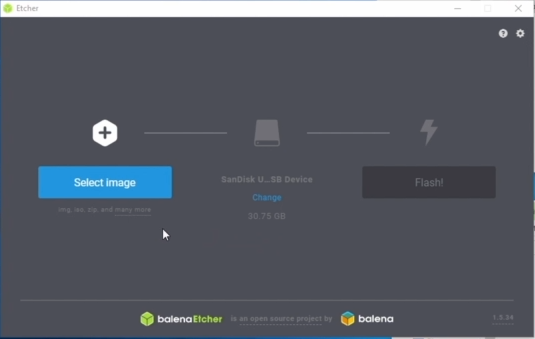 Etcher
Select image
img, iso, zip, and many more
SanDisk U...SB Device
Change
30.75 GB
Flash!
balenaEtcher is an open source project by balena
1.5.34